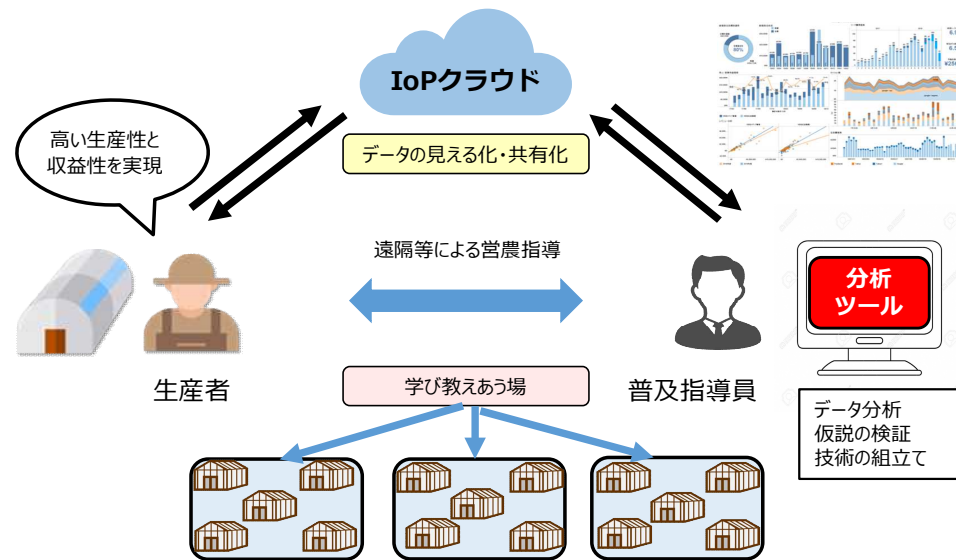 IoPクラウド
高い生産性と
収益性を実現
データの見える化・共有化
遠隔等による営農指導
分析
ツール
生産者
学び教えあう場
普及指導員
データ分析
仮説の検証
技術の組立て